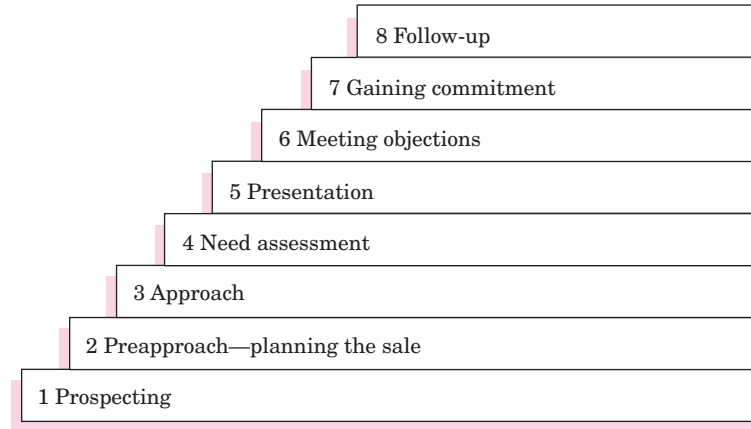 8 Follow-up
7 Gaining commitment
6 Meeting objections
5 Presentation
4 Need assessment
3 Approach
2 Preapproach—planning the sale
1 Prospecting